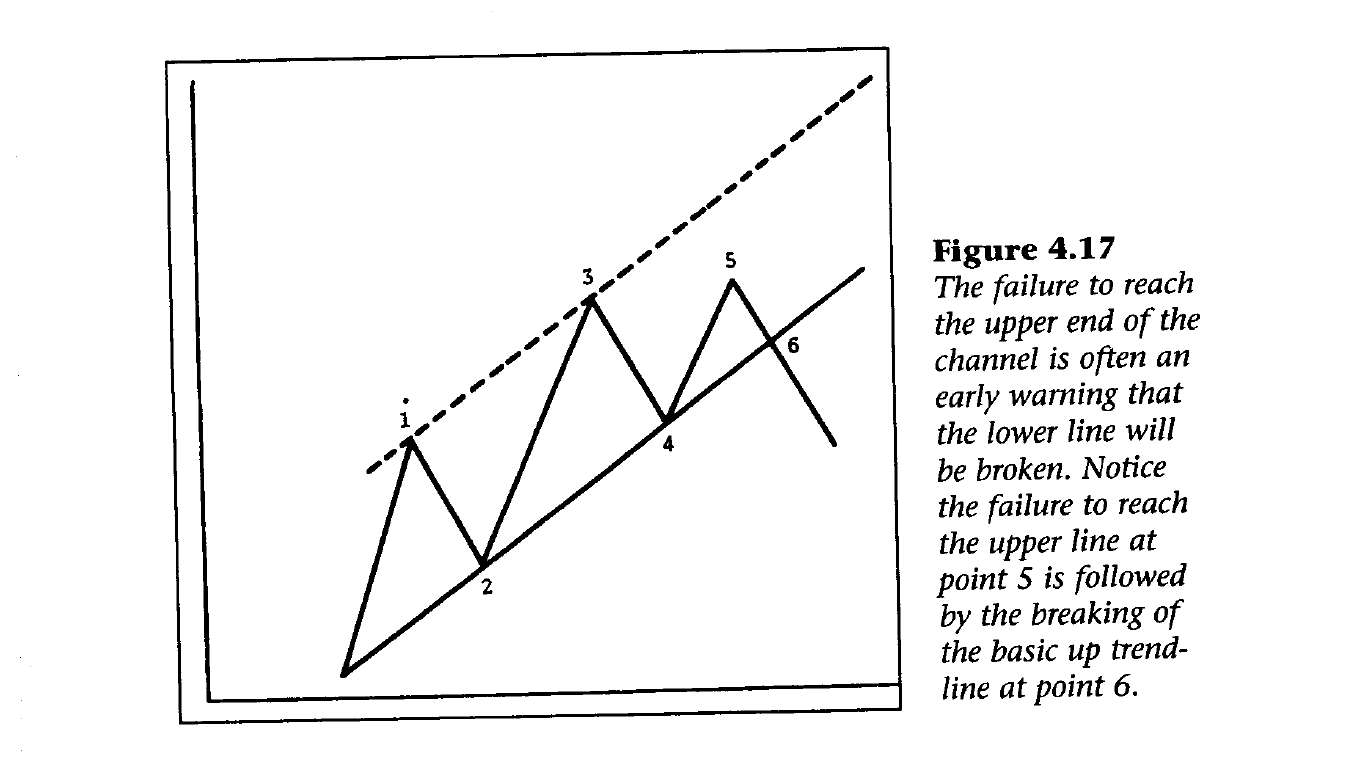 3
5
6
1
4
2
Figure 4.17
The failure to reach
the upper end of the
channel is often an
early warning that
the lower line will
be broken. Notice
the failure to reach
the upper line at
point 5 is followed
by the breaking of
the basic up trend-
line at point 6.